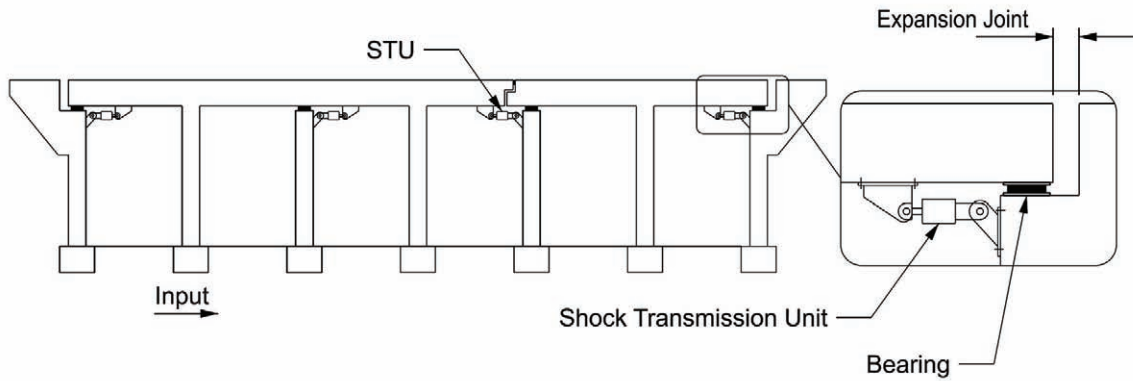 Expansion Joint
STU
Input
Shock Transmission Unit
Bearing